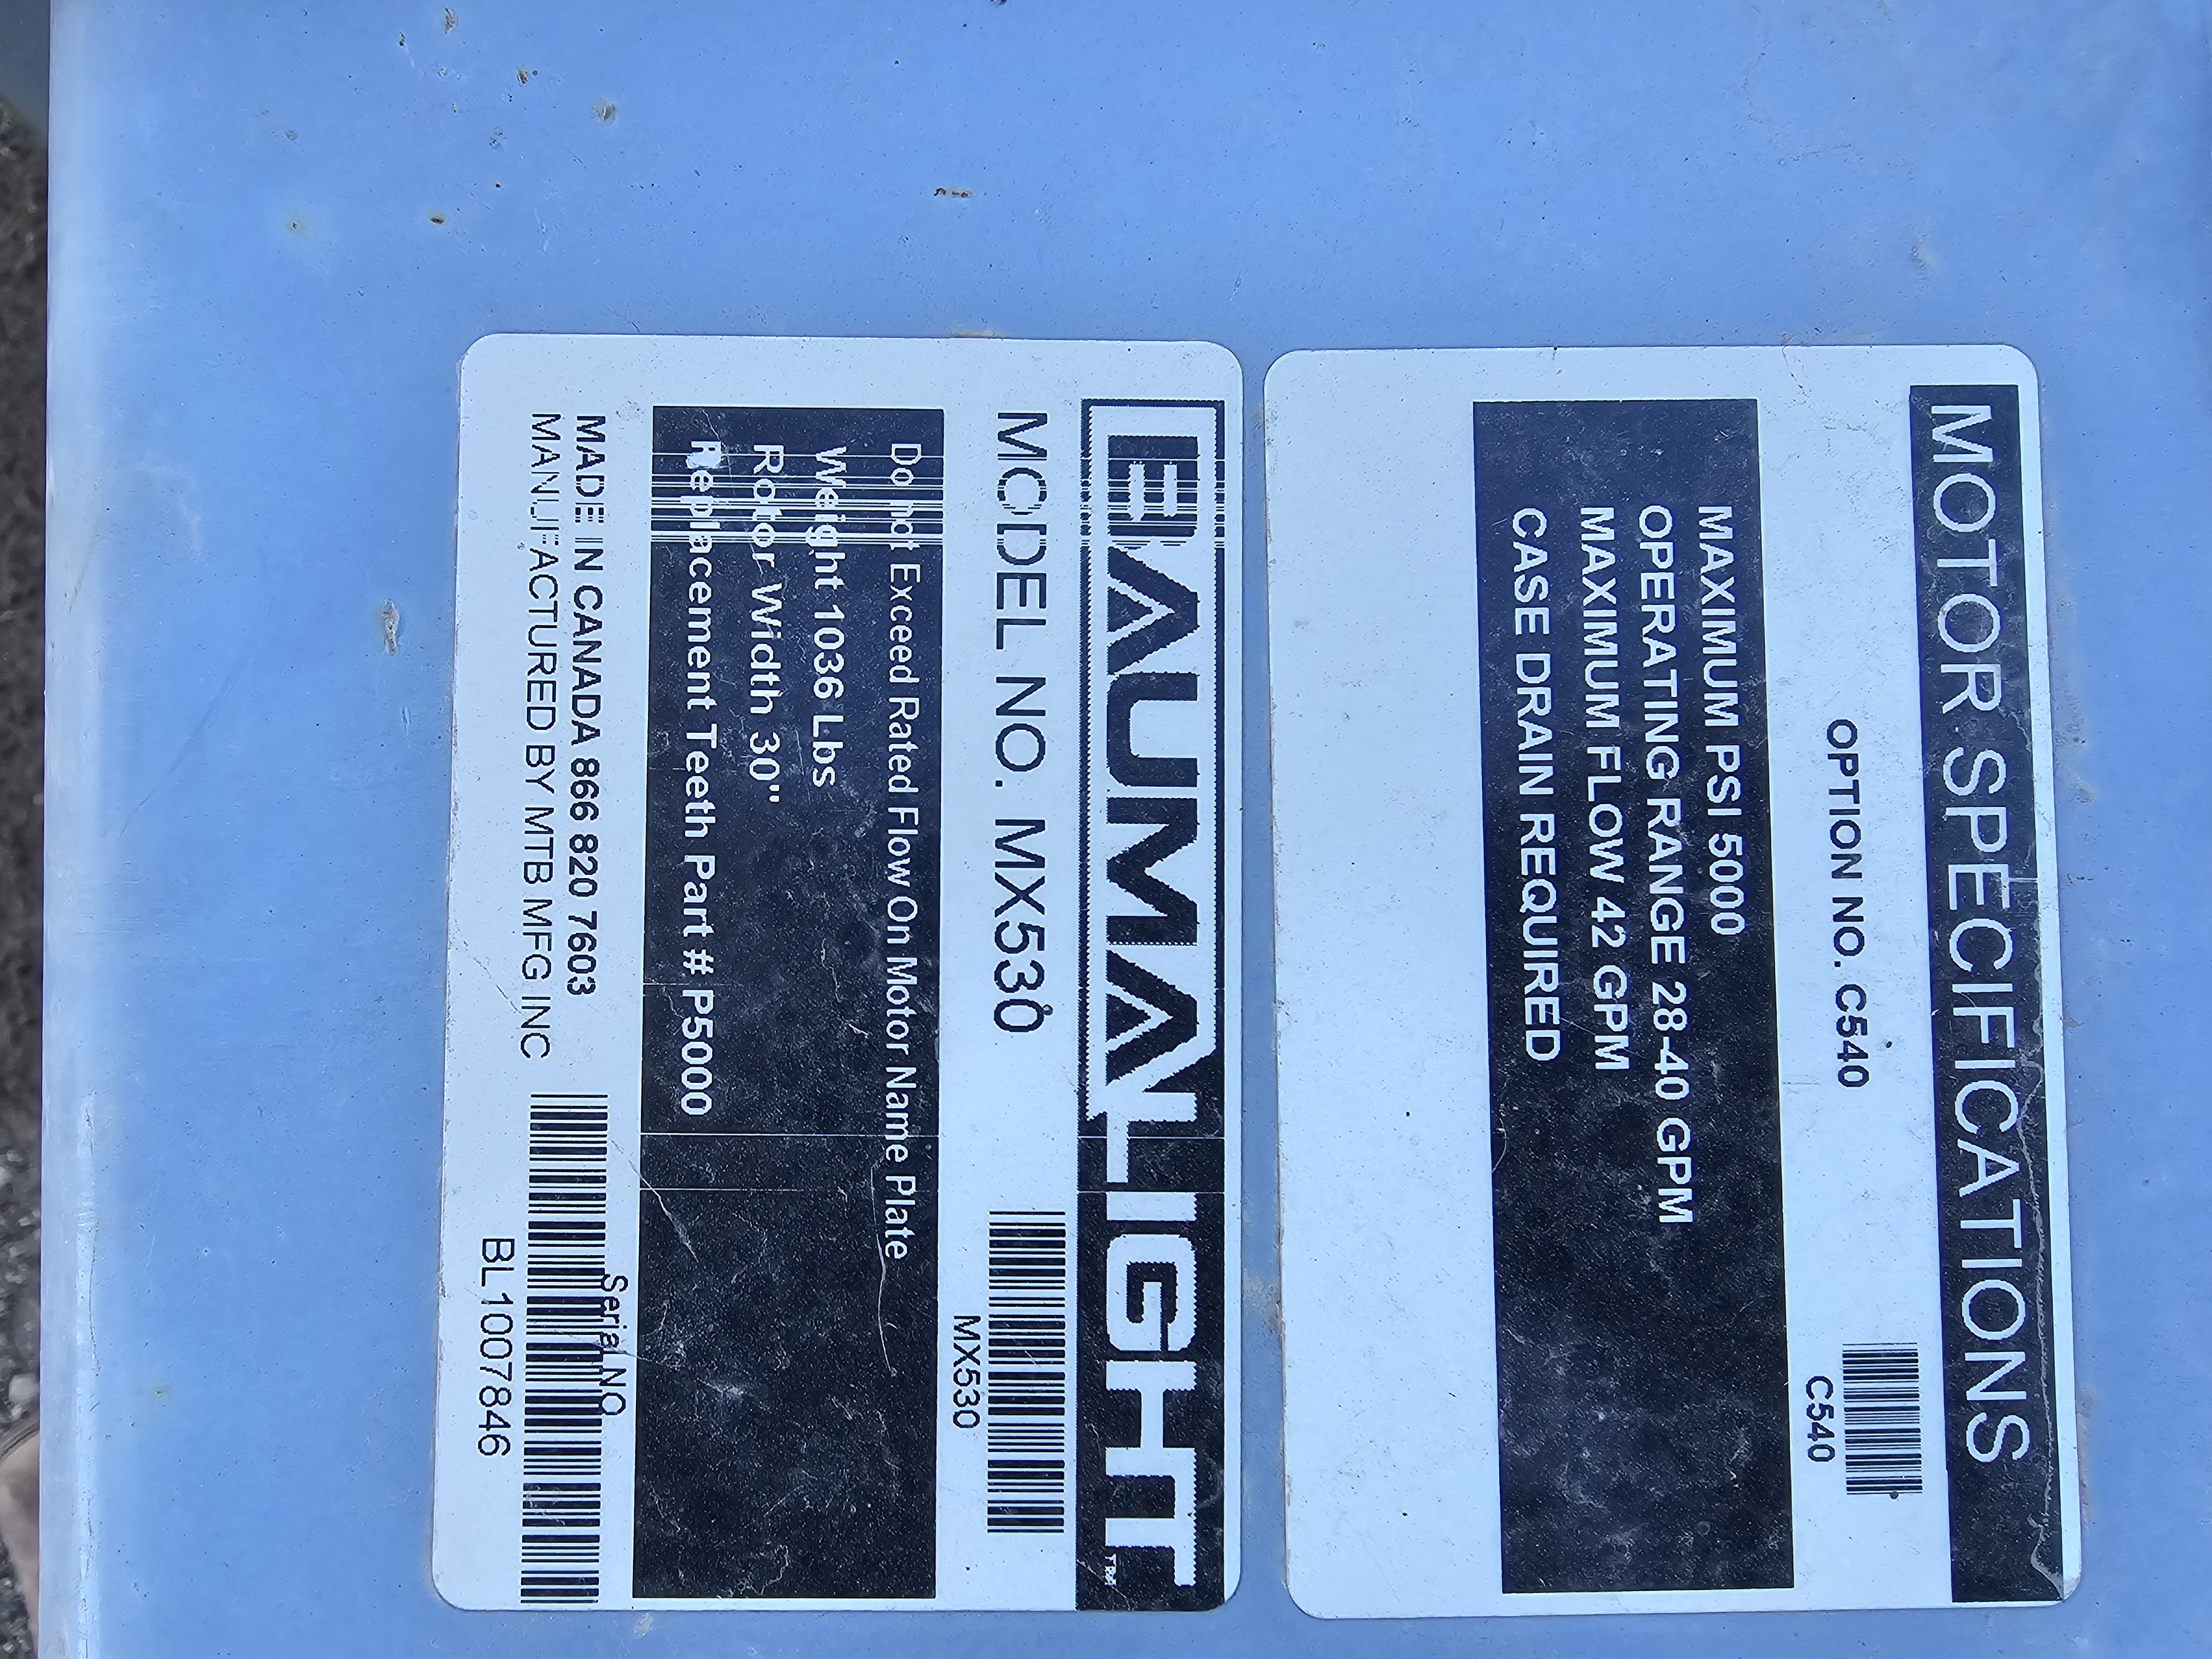 MOTOR SPECIFICATIONS
OPTION NO. C540
C540
MAXIMUM PSI 5000
OPERATING RANGE 28-40 GPM
MAXIMUM FLOW 42 GPM
CASE DRAIN REQUIRED
BAUMALIGHT™
MODEL NO. MX530
MX530
Do not Exceed Rated Flow On Motor Name Plate
Weight 1036 Lbs
Rotor Width 30"
Replacement Teeth Part # P5000
Serial NO
MADE IN CANADA 866 820 7603
MANUFACTURED BY MTB MFG INC
BL1007846